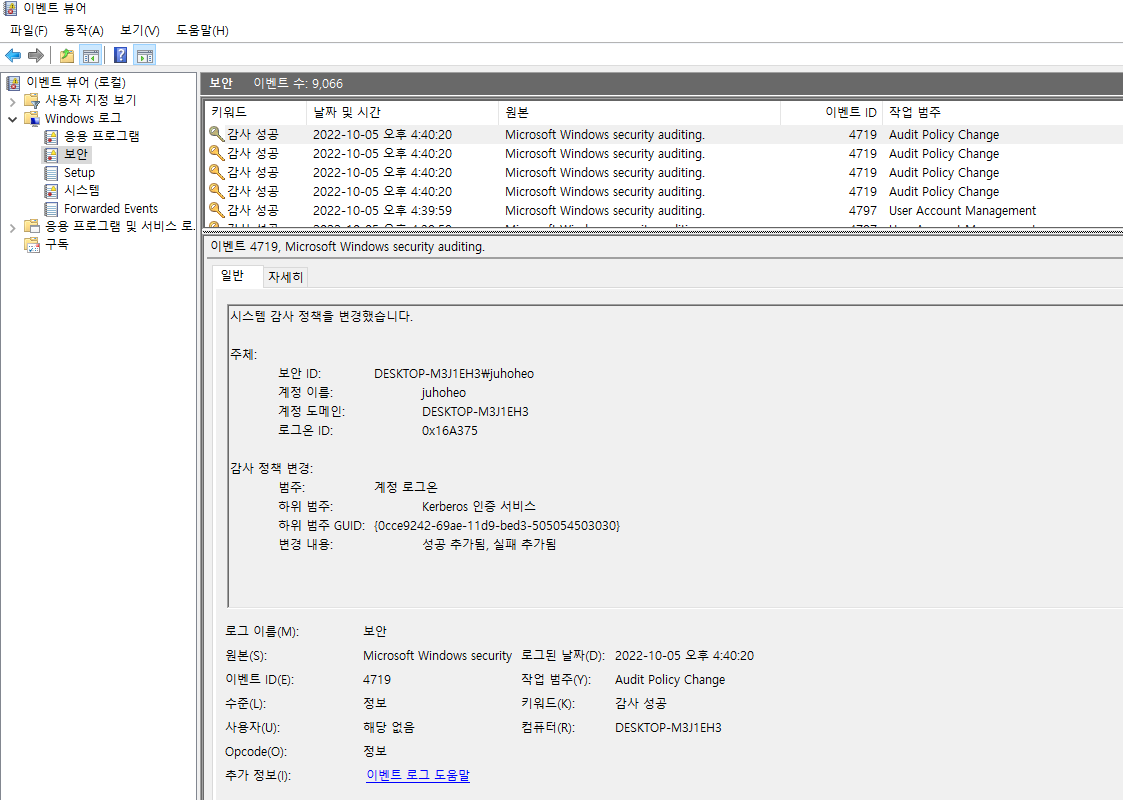 이벤트 뷰어
파일(F) 동작(A) 보기(V) 도움말(H)
이벤트 뷰어 (로컬)
사용자 지정 보기
Windows 로그
응용 프로그램
보안
Setup
시스템
Forwarded Events
응용 프로그램 및 서비스 로.
구독
보안 이벤트 수: 9,066
키워드 날짜 및 시간 원본 이벤트 ID 작업 범주
감사 성공 2022-10-05 오후 4:40:20 Microsoft Windows security auditing. 4719 Audit Policy Change
감사 성공 2022-10-05 오후 4:40:20 Microsoft Windows security auditing. 4719 Audit Policy Change
감사 성공 2022-10-05 오후 4:40:20 Microsoft Windows security auditing. 4719 Audit Policy Change
감사 성공 2022-10-05 오후 4:40:20 Microsoft Windows security auditing. 4719 Audit Policy Change
감사 성공 2022-10-05 오후 4:39:59 Microsoft Windows security auditing. 4797 User Account Management
이벤트 4719, Microsoft Windows security auditing.
일반 자세히
시스템 감사 정책을 변경했습니다.
주체:
보안 ID: DESKTOP-M3J1EH3₩juhoheo
계정 이름: juhoheo
계정 도메인: DESKTOP-M3J1EH3
로그온 ID: 0x16A375
감사 정책 변경:
범주: 계정 로그온
하위 범주: Kerberos 인증 서비스
하위 범주 GUID: {0cce9242-69ae-11d9-bed3-505054503030}
변경 내용: 성공 추가됨, 실패 추가됨
로그 이름(M): 보안
원본(S): Microsoft Windows security 로그된 날짜(D): 2022-10-05 오후 4:40:20
이벤트 ID(E): 4719 작업 범주(Y): Audit Policy Change
수준(L): 정보 키워드(K): 감사 성공
사용자(U): 해당 없음 컴퓨터(R): DESKTOP-M3J1EH3
Opcode(O): 정보
추가 정보(I): 이벤트 로그 도움말